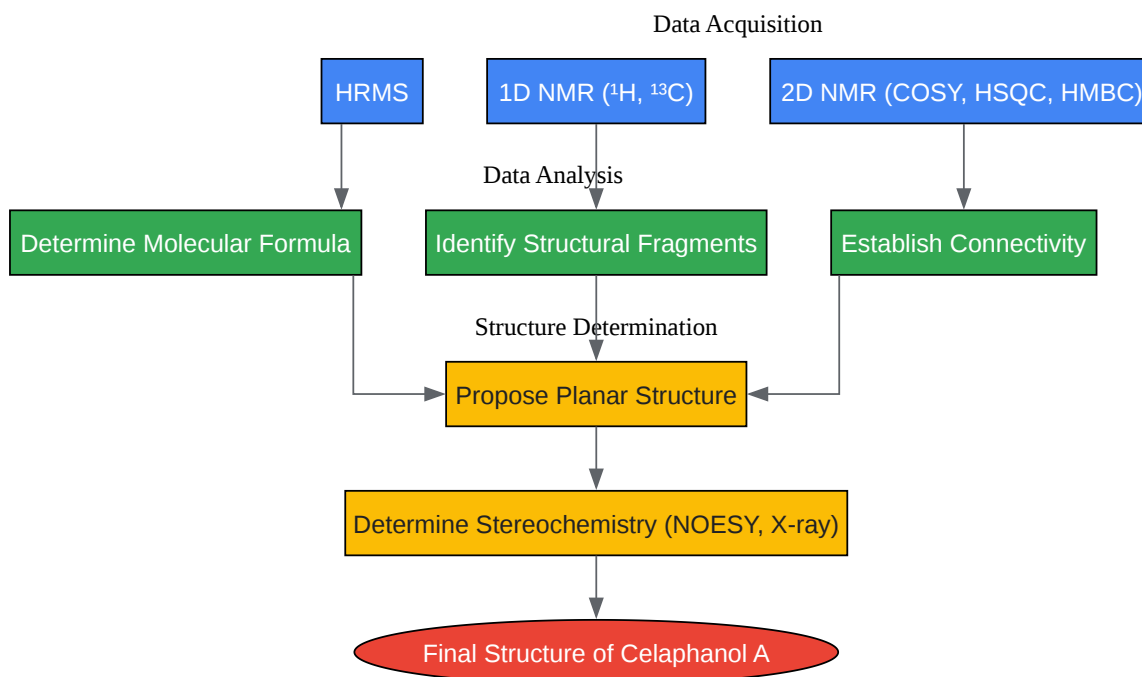 Data Acquisition
HRMS
1D NMR (¹H, ¹³C)
2D NMR (COSY, HSQC, HMBC)
Data Analysis
Determine Molecular Formula
Identify Structural Fragments
Establish Connectivity
Structure Determination
Propose Planar Structure
Determine Stereochemistry (NOESY, X-ray)
Final Structure of Celaphanol A